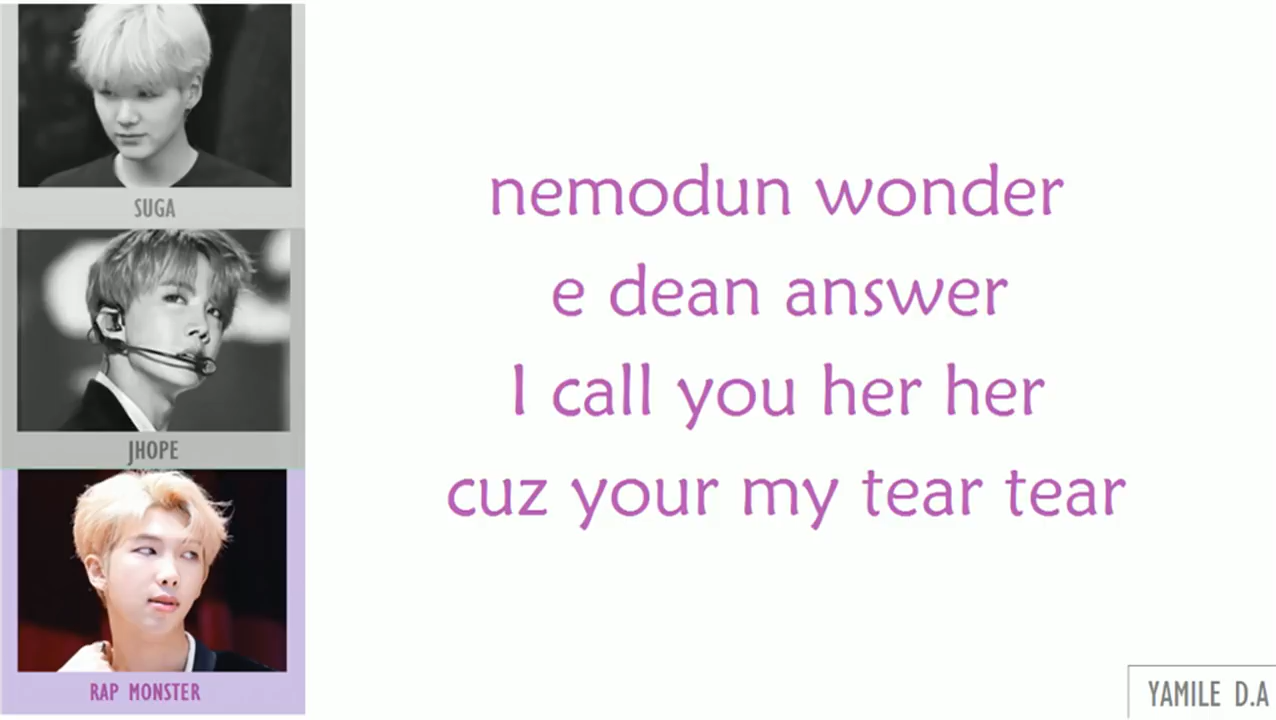 SUGA
JHOPE
RAP MONSTER
nemodun wonder
e dean answer
I call you her her
cuz your my tear tear
YAMILE D.A